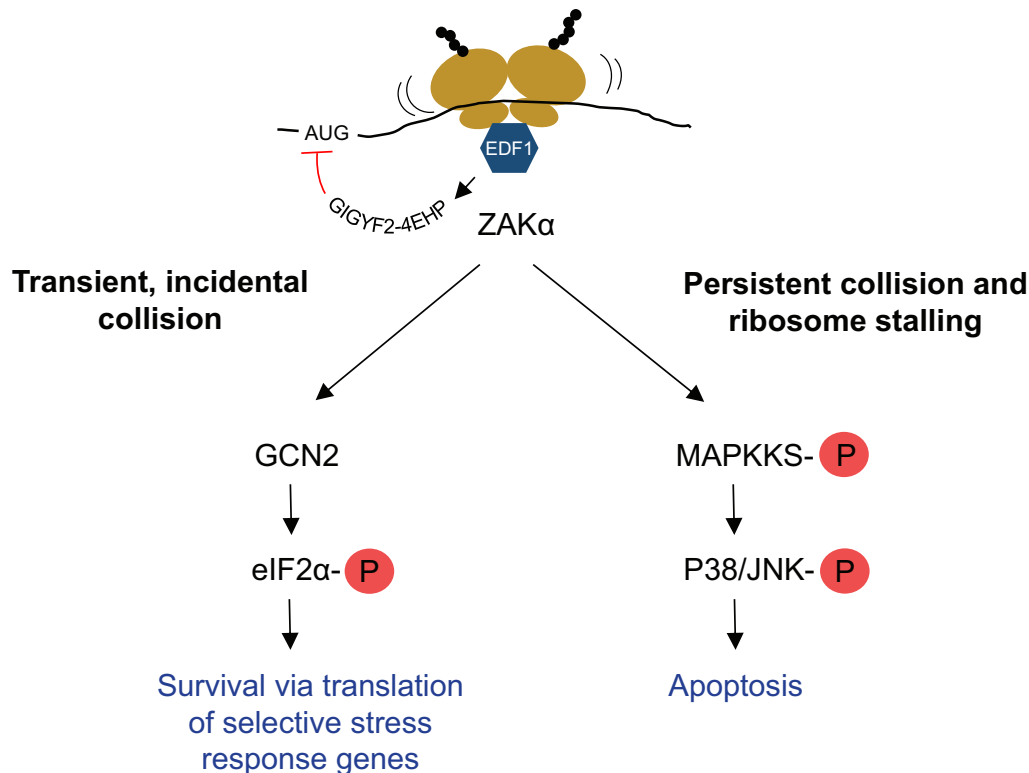 AUG
EDF1
GIGYF2-4EHP
ZAKα
Transient, incidental
collision
Persistent collision and
ribosome stalling
GCN2
MAPKKS- P
eIF2α- P
P38/JNK- P
Survival via translation
of selective stress
response genes
Apoptosis